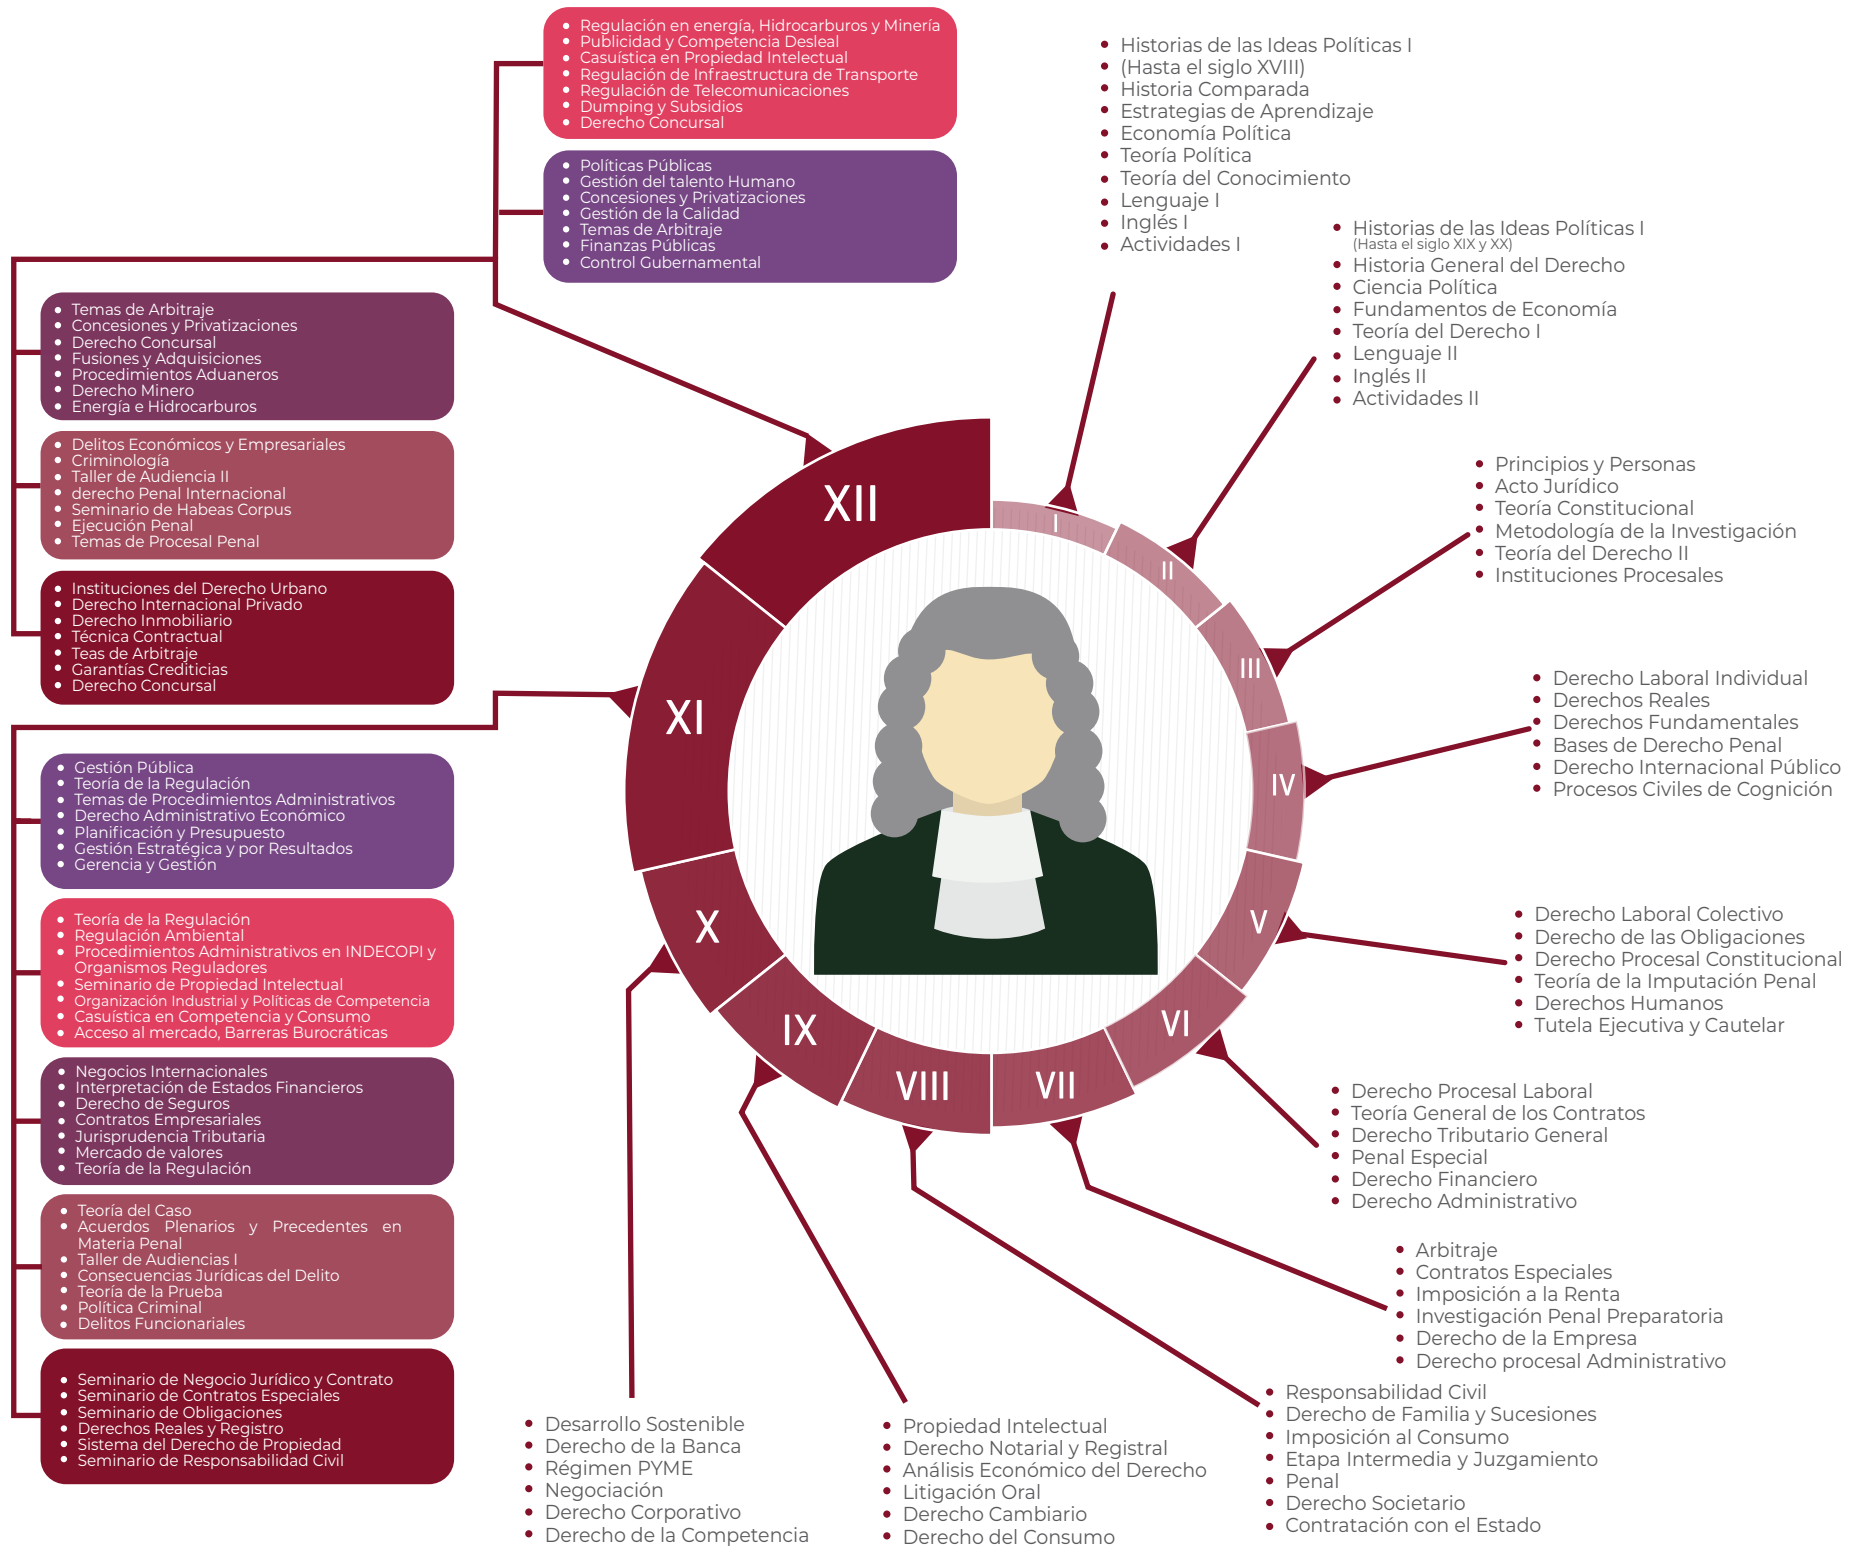 Regulación en energía, Hidrocarburos y Minería
Publicidad y Competencia Desleal
Casuística en Propiedad Intelectual
Regulación de Infraestructura de Transporte
Regulación de Telecomunicaciones
Dumping y Subsidios
Derecho Concursal
Políticas Públicas
Gestión del talento Humano
Concesiones y Privatizaciones
Gestión de la Calidad
Temas de Arbitraje
Finanzas Públicas
Control Gubernamental
Temas de Arbitraje
Concesiones y Privatizaciones
Derecho Concursal
Fusiones y Adquisiciones
Procedimientos Aduaneros
Derecho Minero
Energía e Hidrocarburos
Delitos Económicos y Empresariales
Criminología
Taller de Audiencia II
derecho Penal Internacional
Seminario de Habeas Corpus
Ejecución Penal
Temas de Procesal Penal
Instituciones del Derecho Urbano
Derecho Internacional Privado
Derecho Inmobiliario
Técnica Contractual
Teas de Arbitraje
Garantías Crediticias
Derecho Concursal
Gestión Pública
Teoría de la Regulación
Temas de Procedimientos Administrativos
Derecho Administrativo Económico
Planificación y Presupuesto
Gestión Estratégica y por Resultados
Gerencia y Gestión
Teoría de la Regulación
Regulación Ambiental
Procedimientos Administrativos en INDECOPI y
Organismos Reguladores
Seminario de Propiedad Intelectual
Organización Industrial y Políticas de Competencia
Casuística en Competencia y Consumo
Acceso al mercado, Barreras Burocráticas
Negocios Internacionales
Interpretación de Estados Financieros
Derecho de Seguros
Contratos Empresariales
Jurisprudencia Tributaria
Mercado de valores
Teoría de la Regulación
Teoría del Caso
Acuerdos Plenarios y Precedentes en
Materia Penal
Taller de Audiencias I
Consecuencias Jurídicas del Delito
Teoría de la Prueba
Política Criminal
Delitos Funcionariales
Seminario de Negocio Jurídico y Contrato
Seminario de Contratos Especiales
Seminario de Obligaciones
Derechos Reales y Registro
Sistema del Derecho de Propiedad
Seminario de Responsabilidad Civil
Historias de las Ideas Políticas I
(Hasta el siglo XVIII)
Historia Comparada
Estrategias de Aprendizaje
Economía Política
Teoría Política
Teoría del Conocimiento
Lenguaje I
Inglés I
Actividades I
Historias de las Ideas Políticas I
(Hasta el siglo XIX y XX)
Historia General del Derecho
Ciencia Política
Fundamentos de Economía
Teoría del Derecho I
Lenguaje II
Inglés II
Actividades II
Principios y Personas
Acto Jurídico
Teoría Constitucional
Metodología de la Investigación
Teoría del Derecho II
Instituciones Procesales
Derecho Laboral Individual
Derechos Reales
Derechos Fundamentales
Bases de Derecho Penal
Derecho Internacional Público
Procesos Civiles de Cognición
Derecho Laboral Colectivo
Derecho de las Obligaciones
Derecho Procesal Constitucional
Teoría de la Imputación Penal
Derechos Humanos
Tutela Ejecutiva y Cautelar
Derecho Procesal Laboral
Teoría General de los Contratos
Derecho Tributario General
Penal Especial
Derecho Financiero
Derecho Administrativo
Arbitraje
Contratos Especiales
Imposición a la Renta
Investigación Penal Preparatoria
Derecho de la Empresa
Derecho procesal Administrativo
Responsabilidad Civil
Derecho de Familia y Sucesiones
Imposición al Consumo
Etapa Intermedia y Juzgamiento
Penal
Derecho Societario
Contratación con el Estado
Propiedad Intelectual
Derecho Notarial y Registral
Análisis Económico del Derecho
Litigación Oral
Derecho Cambiario
Derecho del Consumo
Desarrollo Sostenible
Derecho de la Banca
Régimen PYME
Negociación
Derecho Corporativo
Derecho de la Competencia
I
II
III
IV
V
VI
VII
VIII
IX
X
XI
XII